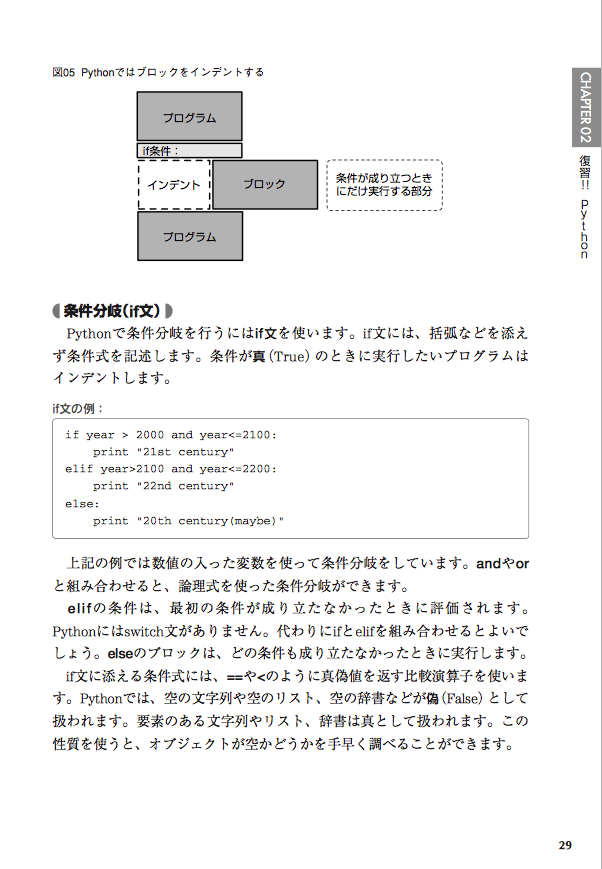 図05 Pythonではブロックをインデントする
プログラム
if条件：
インデント
ブロック
条件が成り立つとき
にだけ実行する部分
プログラム
CHAPTER 02
復習!! Python
条件分岐（if文）
Pythonで条件分岐を行うにはif文を使います。if文には、括弧などを添え
ず条件式を記述します。条件が真（True）のときに実行したいプログラムは
インデントします。
if文の例：
if year > 2000 and year<=2100:
    print "21st century"
elif year>2100 and year<=2200:
    print "22nd century"
else:
    print "20th century(maybe)"
上記の例では数値の入った変数を使って条件分岐をしています。andやor
と組み合わせると、論理式を使った条件分岐ができます。
elifの条件は、最初の条件が成り立たなかったときに評価されます。
Pythonにはswitch文がありません。代わりにifとelifを組み合わせるとよいで
しょう。elseのブロックは、どの条件も成り立たなかったときに実行します。
if文に添える条件式には、==や<のように真偽値を返す比較演算子を使いま
す。Pythonでは、空の文字列や空のリスト、空の辞書などが偽（False）として
扱われます。要素のある文字列やリスト、辞書は真として扱われます。この
性質を使うと、オブジェクトが空かどうかを手早く調べることができます。
29